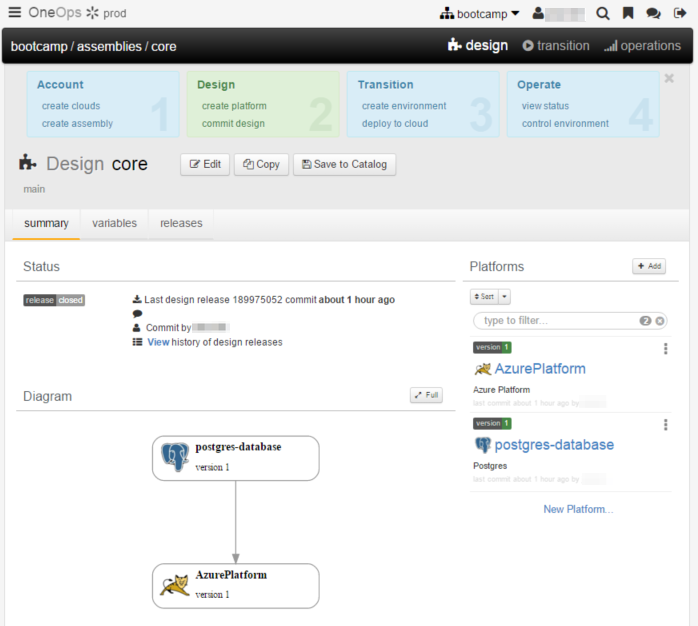 OneOps prod
bootcamp
bootcamp / assemblies / core
design transition operations
Account
create clouds
create assembly
1
Design
create platform
commit design
2
Transition
create environment
deploy to cloud
3
Operate
view status
control environment
4
Design core
Edit
Copy
Save to Catalog
main
summary variables releases
Status
release closed
Last design release 189975052 commit about 1 hour ago
Commit by
View history of design releases
Diagram
Full
postgres-database
version 1
AzurePlatform
version 1
Platforms
+ Add
Sort
type to filter...
2
version 1
AzurePlatform
Azure Platform
last commit about 1 hour ago by
version 1
postgres-database
Postgres
last commit about 1 hour ago by
New Platform...